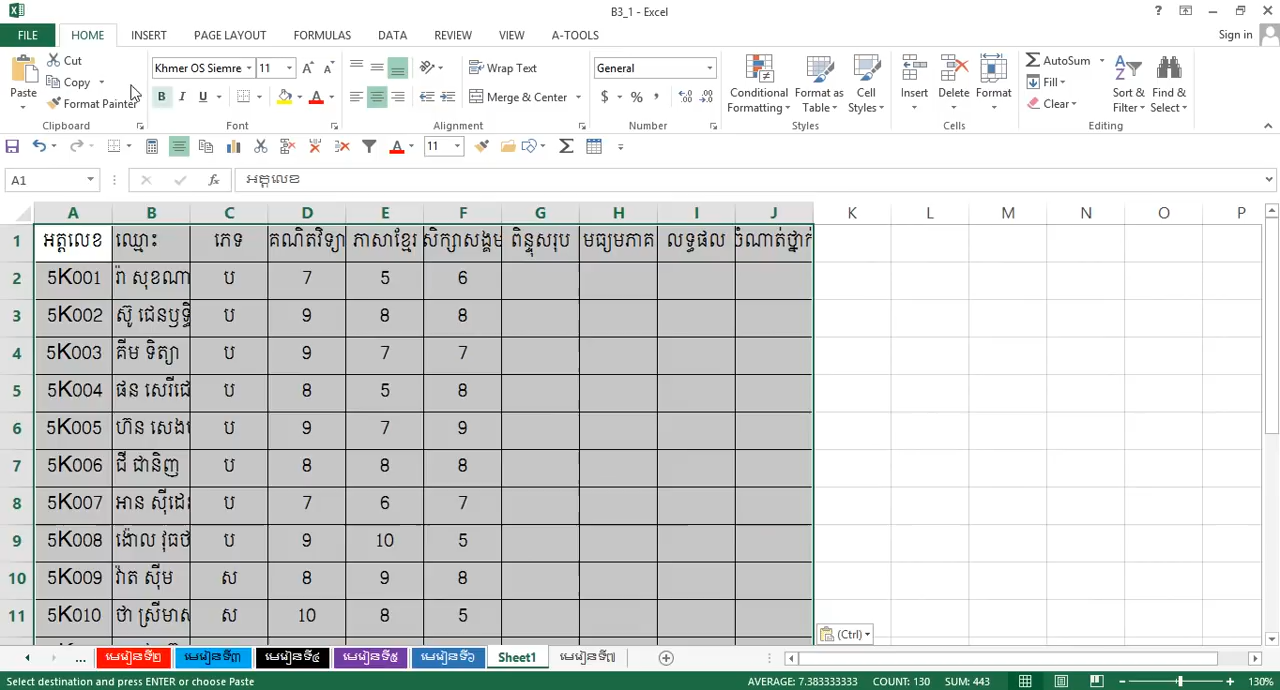 B3_1 - Excel
Sign in
FILE HOME INSERT PAGE LAYOUT FORMULAS DATA REVIEW VIEW A-TOOLS
Paste Cut Copy Format Painter Clipboard
Khmer OS Siemre 11 Font
Wrap Text Merge & Center Alignment
General $ % Number
Conditional Formatting Format as Table Cell Styles Styles
Insert Delete Format Cells
AutoSum Fill Clear Sort & Filter Find & Select Editing
11
A1 fx អត្តលេខ
A B C D E F G H I J K L M N O P
1 អត្តលេខ ឈ្មោះ ភេទ គណិតវិទ្យា ភាសាខ្មែរ សិក្សាសង្គម ពិន្ទុសរុប មធ្យមភាគ លទ្ធផល ចំណាត់ថ្នាក់
2 5K001 រ៉ា សុខណា ប 7 5 6
3 5K002 ស៊ូ ជេនឫទ្ធិ ប 9 8 8
4 5K003 គីម ទិត្យា ប 9 7 7
5 5K004 ផន សេរីជេ ប 8 5 8
6 5K005 ហ៊ន សេង ប 9 7 9
7 5K006 ជី ជានិញ ប 8 8 8
8 5K007 អាន ស៊ីដេ ប 7 6 7
9 5K008 ង៉ោល វុធ ប 9 10 5
10 5K009 វ៉ាត ស៊ីម ស 8 9 8
11 5K010 ថា ស្រីមាស ស 10 8 5
(Ctrl)
... មេរៀនទី២ មេរៀនទី៣ មេរៀនទី៤ មេរៀនទី៥ មេរៀនទី៦ Sheet1 មេរៀនទី៧
Select destination and press ENTER or choose Paste AVERAGE: 7.383333333 COUNT: 130 SUM: 443 130%